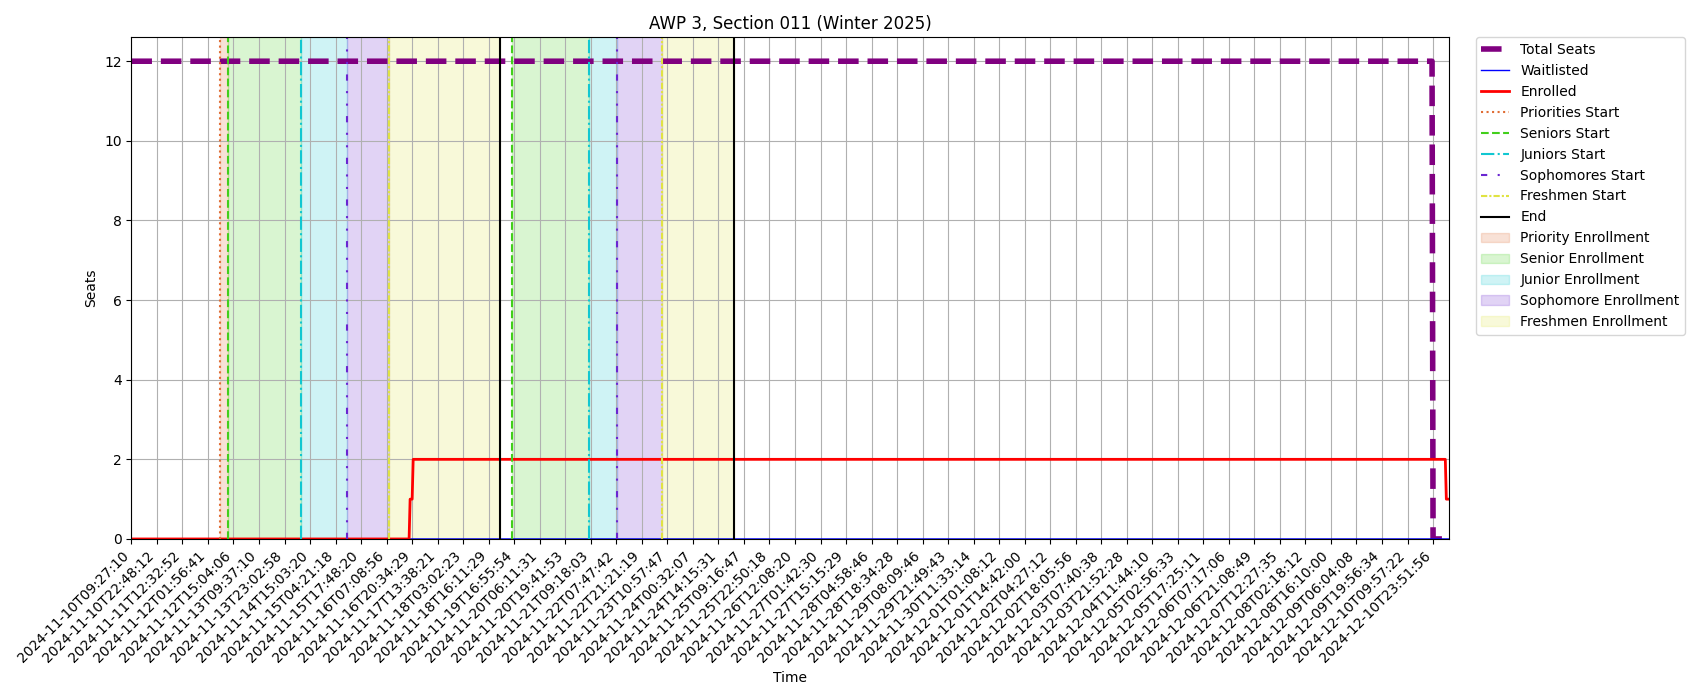 AWP 3, Section 011 (Winter 2025)
Total Seats
Waitlisted
Enrolled
Priorities Start
Seniors Start
Juniors Start
Sophomores Start
Freshmen Start
End
Priority Enrollment
Senior Enrollment
Junior Enrollment
Sophomore Enrollment
Freshmen Enrollment
Seats
12
10
8
6
4
2
0
2024-11-10T09:27:10
2024-11-10T22:48:12
2024-11-11T12:32:52
2024-11-12T01:56:41
2024-11-12T15:04:06
2024-11-13T09:37:10
2024-11-13T23:02:58
2024-11-14T15:03:20
2024-11-15T04:21:18
2024-11-15T17:48:20
2024-11-16T07:08:56
2024-11-16T20:34:29
2024-11-17T13:38:21
2024-11-18T03:02:23
2024-11-18T16:11:29
2024-11-19T16:55:54
2024-11-20T06:11:31
2024-11-20T19:41:53
2024-11-21T09:18:03
2024-11-22T07:47:42
2024-11-22T21:21:19
2024-11-23T10:57:47
2024-11-24T00:32:07
2024-11-24T14:15:31
2024-11-25T09:16:47
2024-11-25T22:50:18
2024-11-26T12:08:20
2024-11-27T01:42:30
2024-11-27T15:15:29
2024-11-28T04:58:46
2024-11-28T18:34:28
2024-11-29T08:09:46
2024-11-29T21:49:43
2024-11-30T11:33:14
2024-12-01T01:08:12
2024-12-01T14:42:00
2024-12-02T04:27:12
2024-12-02T18:05:56
2024-12-03T07:40:38
2024-12-03T21:52:28
2024-12-04T11:44:10
2024-12-05T02:56:33
2024-12-05T17:25:11
2024-12-06T07:17:06
2024-12-06T21:08:49
2024-12-07T12:27:35
2024-12-08T02:18:12
2024-12-08T16:10:00
2024-12-09T06:04:08
2024-12-09T19:56:34
2024-12-10T09:57:22
2024-12-10T23:51:56
Time